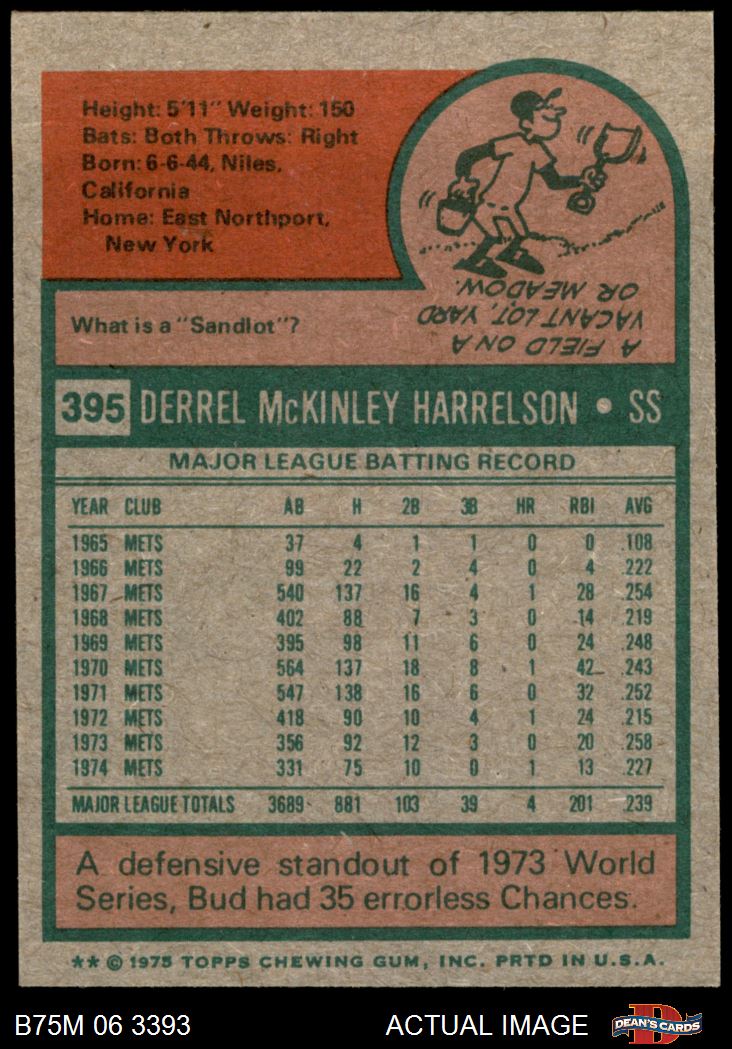 Height: 5'11" Weight: 150
Bats: Both Throws: Right
Born: 6-6-44, Niles,
California
Home: East Northport,
New York
What is a "Sandlot"?
A FIELD ON A
VACANT LOT, YARD
OR MEADOW.
395 DERREL McKINLEY HARRELSON • SS
MAJOR LEAGUE BATTING RECORD
YEAR CLUB AB H 2B 3B HR RBI AVG
1965 METS 37 4 1 1 0 0 .108
1966 METS 99 22 2 4 0 4 .222
1967 METS 540 137 16 4 1 28 .254
1968 METS 402 88 7 3 0 14 .219
1969 METS 395 98 11 6 0 24 .248
1970 METS 564 137 18 8 1 42 .243
1971 METS 547 138 16 6 0 32 .252
1972 METS 418 90 10 4 1 24 .215
1973 METS 356 92 12 3 0 20 .258
1974 METS 331 75 10 0 1 13 .227
MAJOR LEAGUE TOTALS 3689 881 103 39 4 201 .239
A defensive standout of 1973 World
Series, Bud had 35 errorless Chances.
** © 1975 TOPPS CHEWING GUM, INC. PRTD IN U.S.A.
B75M 06 3393 ACTUAL IMAGE D DEAN'S CARDS